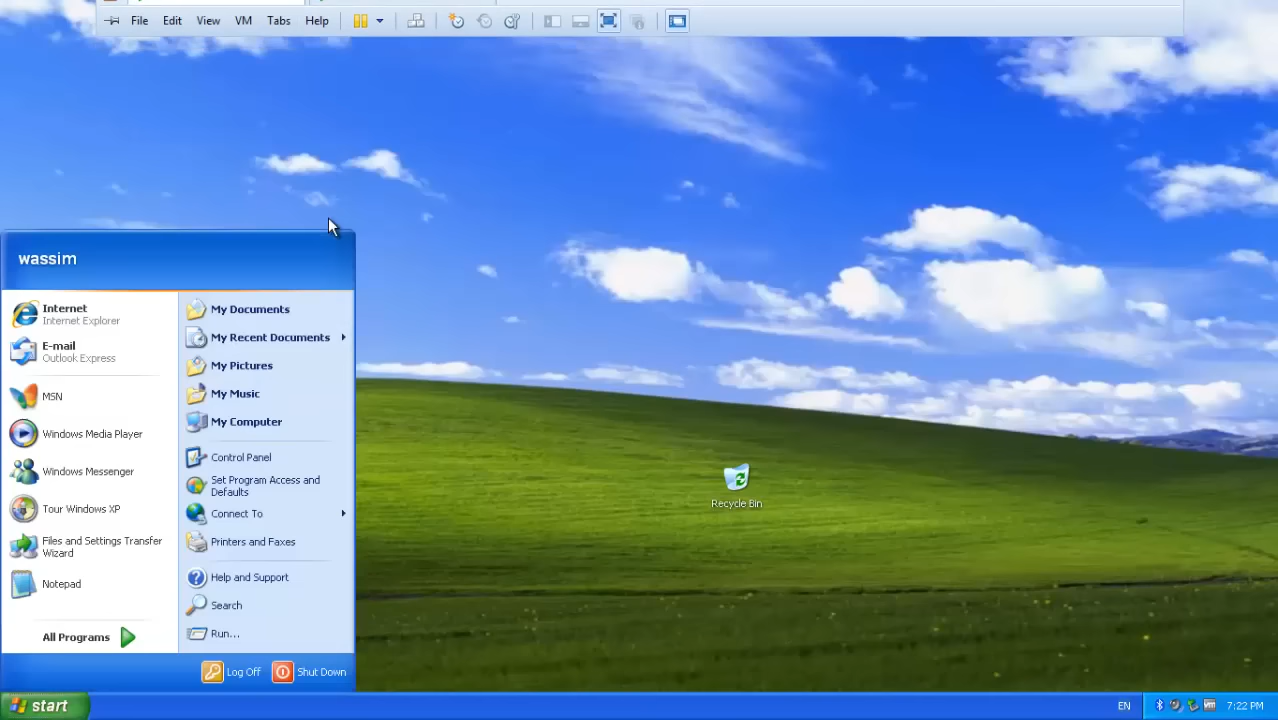 File Edit View VM Tabs Help
wassim
Internet
Internet Explorer
E-mail
Outlook Express
MSN
Windows Media Player
Windows Messenger
Tour Windows XP
Files and Settings Transfer
Wizard
Notepad
All Programs
My Documents
My Recent Documents
My Pictures
My Music
My Computer
Control Panel
Set Program Access and
Defaults
Connect To
Printers and Faxes
Help and Support
Search
Run...
Log Off Shut Down
Recycle Bin
start
EN
7:22 PM